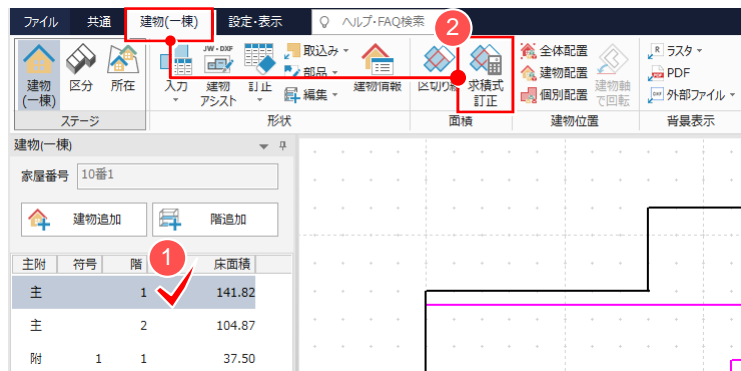 ファイル 共通 建物(一棟) 設定・表示 ヘルプ・FAQ検索
2
建物(一棟) 区分 所在
ステージ
入力 JW・DXF 建物アシスト 訂正 取込み 部品 編集 建物情報
形状
区切り線 求積式訂正
面積
全体配置 建物配置 個別配置 建物軸で回転
建物位置
R ラスタ
PDF PDF
DWF 外部ファイル
背景表示
建物(一棟)
家屋番号 10番1
建物追加 階追加
1
主附 符号 階 床面積
主 1 141.82
主 2 104.87
附 1 1 37.50